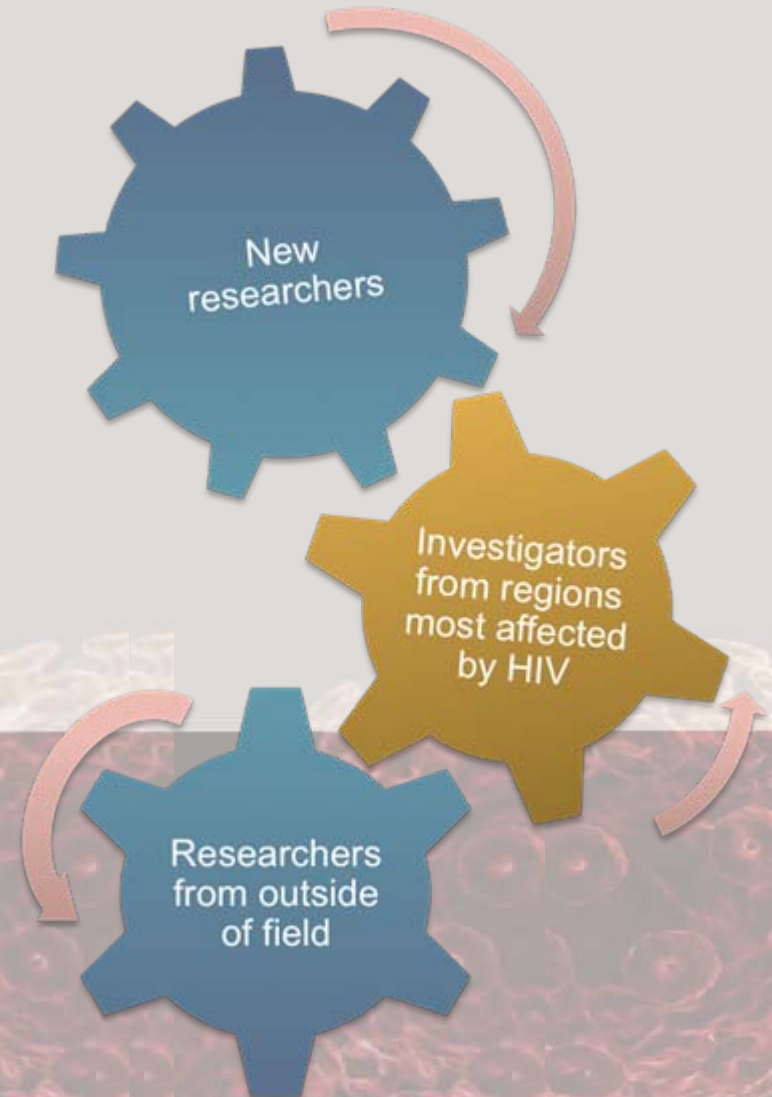 New
researchers
Investigators
from regions
most affected
by HIV
Researchers
from outside
of field